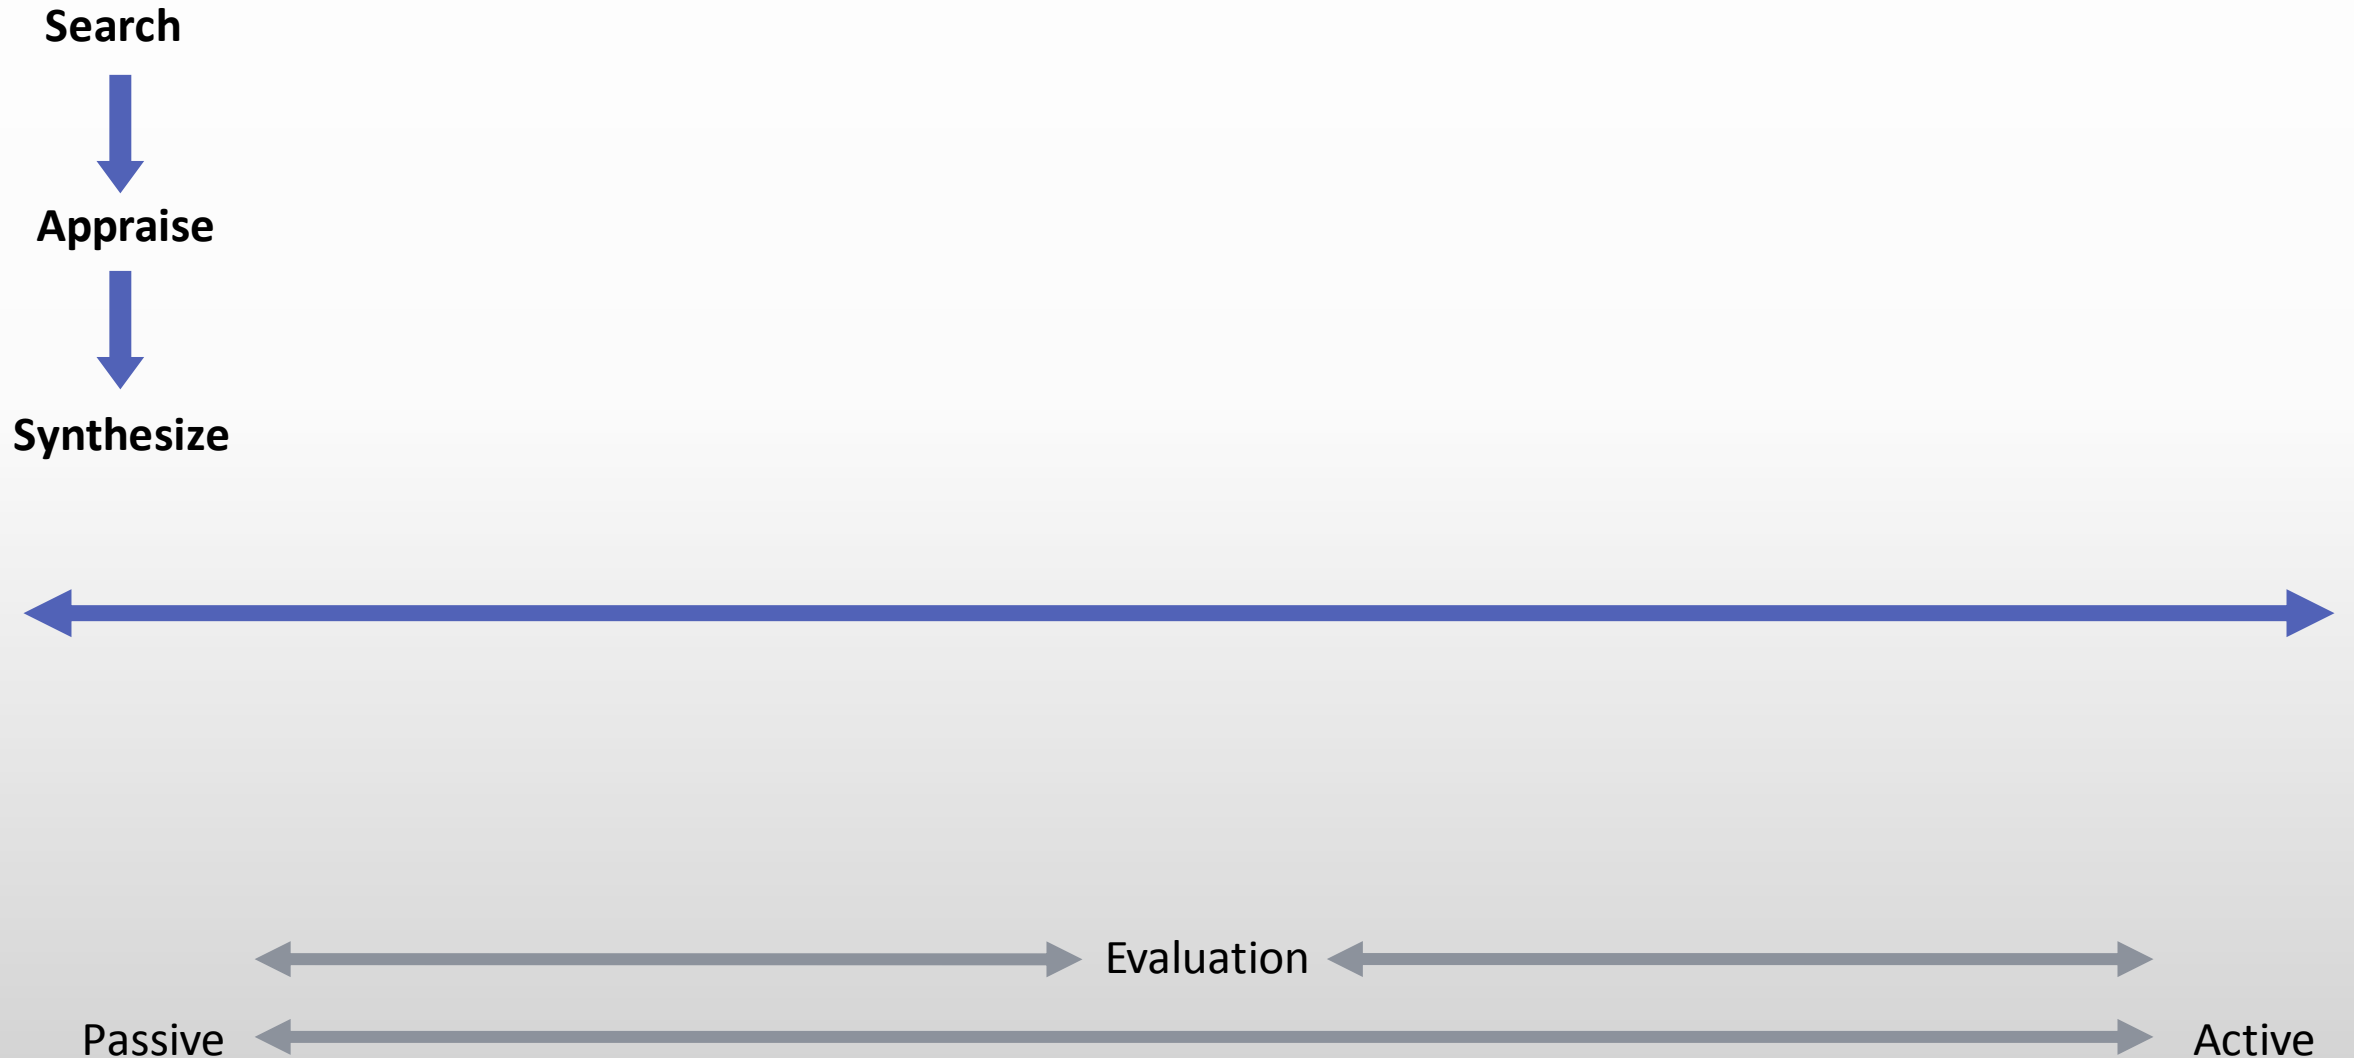 Search
Appraise
Synthesize
Evaluation
Passive
Active